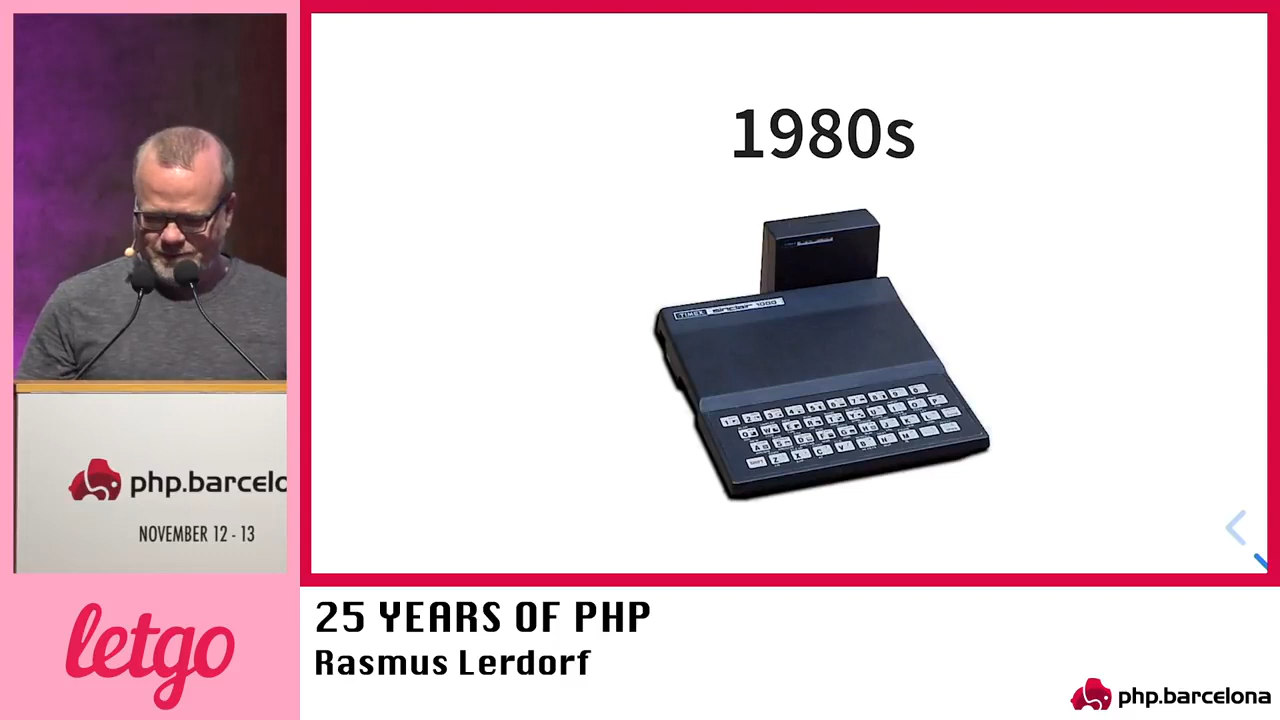 1980s
TIMEX sinclair 1000
php.barcelo
NOVEMBER 12 - 13
letgo
25 YEARS OF PHP
Rasmus Lerdorf
php.barcelona